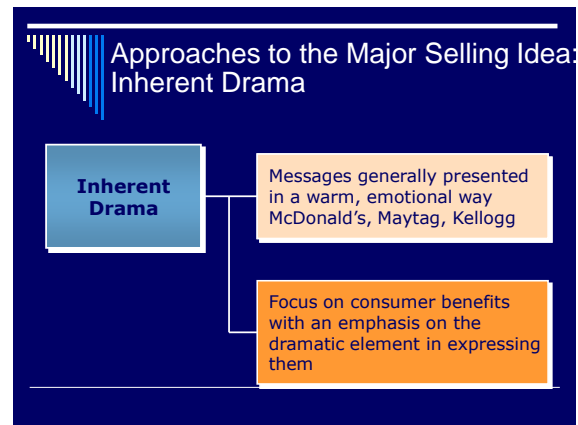 Approaches to the Major Selling Idea:
Inherent Drama
Inherent
Drama
Messages generally presented
in a warm, emotional way
McDonald's, Maytag, Kellogg
Focus on consumer benefits
with an emphasis on the
dramatic element in expressing
them